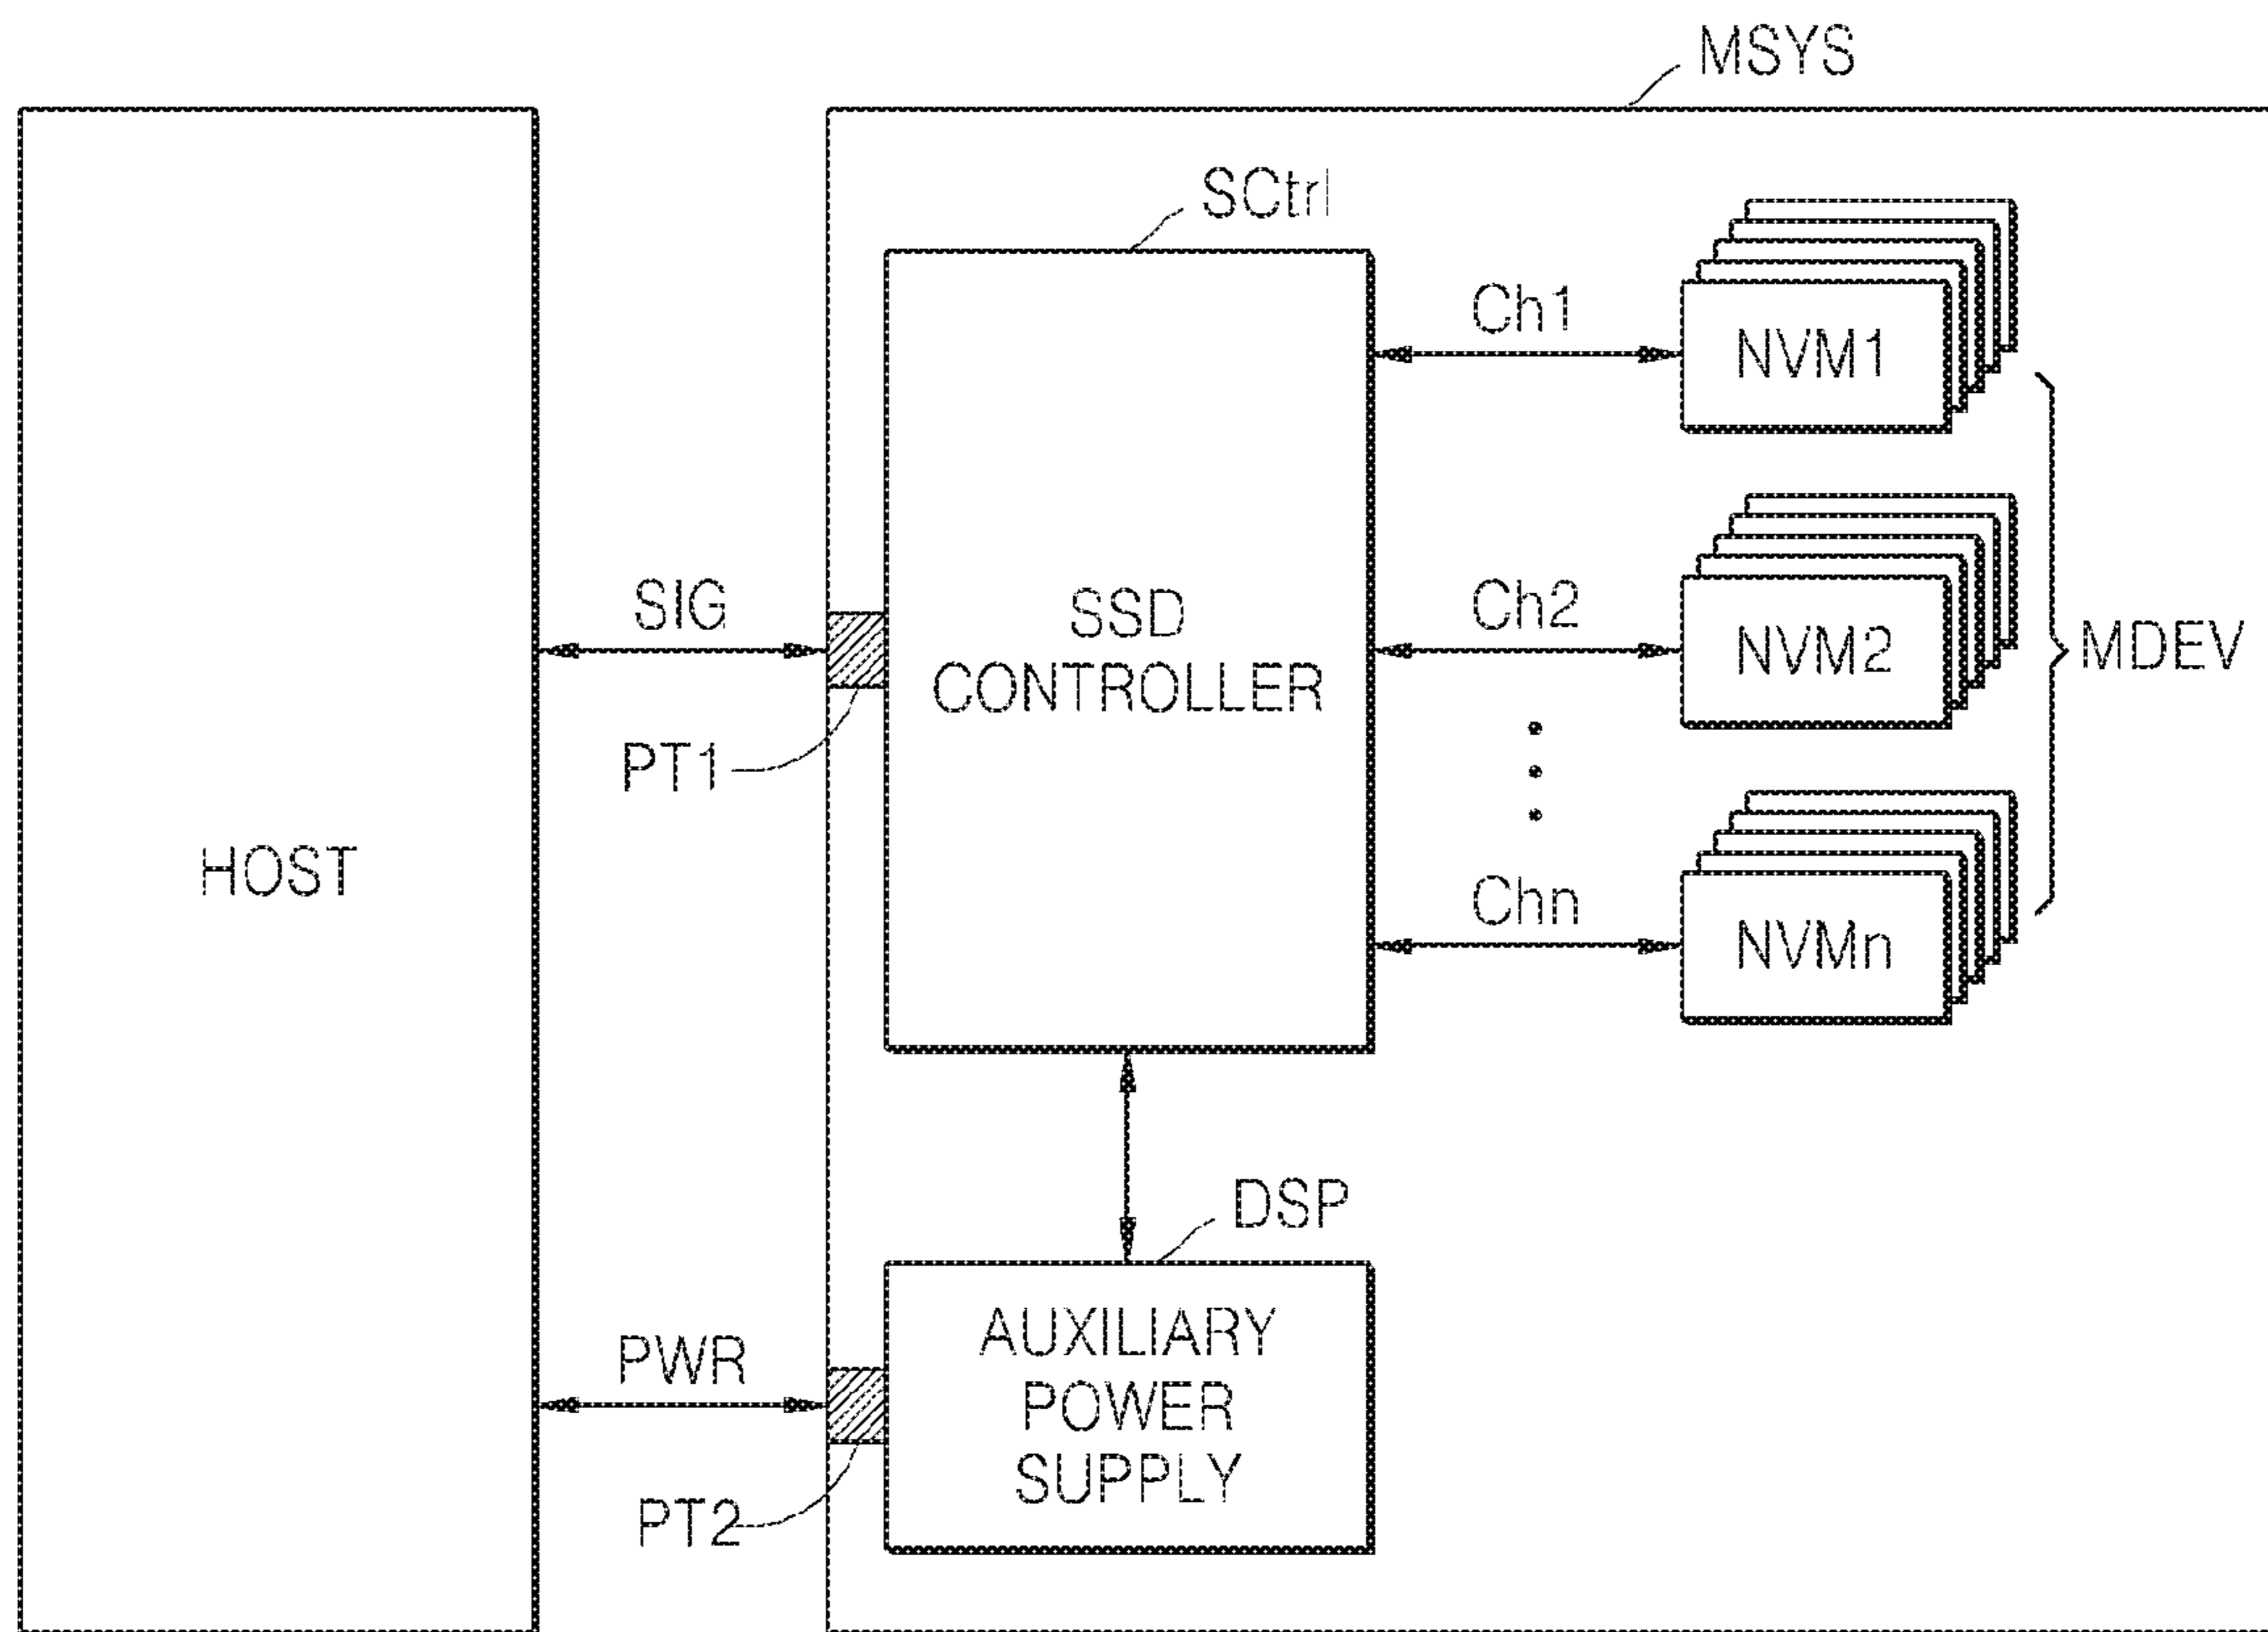 MSYS
SCtrl
Ch1
NVM1
SIG
SSD
CONTROLLER
Ch2
NVM2
MDEV
PT1
HOST
Chn
NVMn
DSP
PWR
AUXILIARY
POWER
SUPPLY
PT2